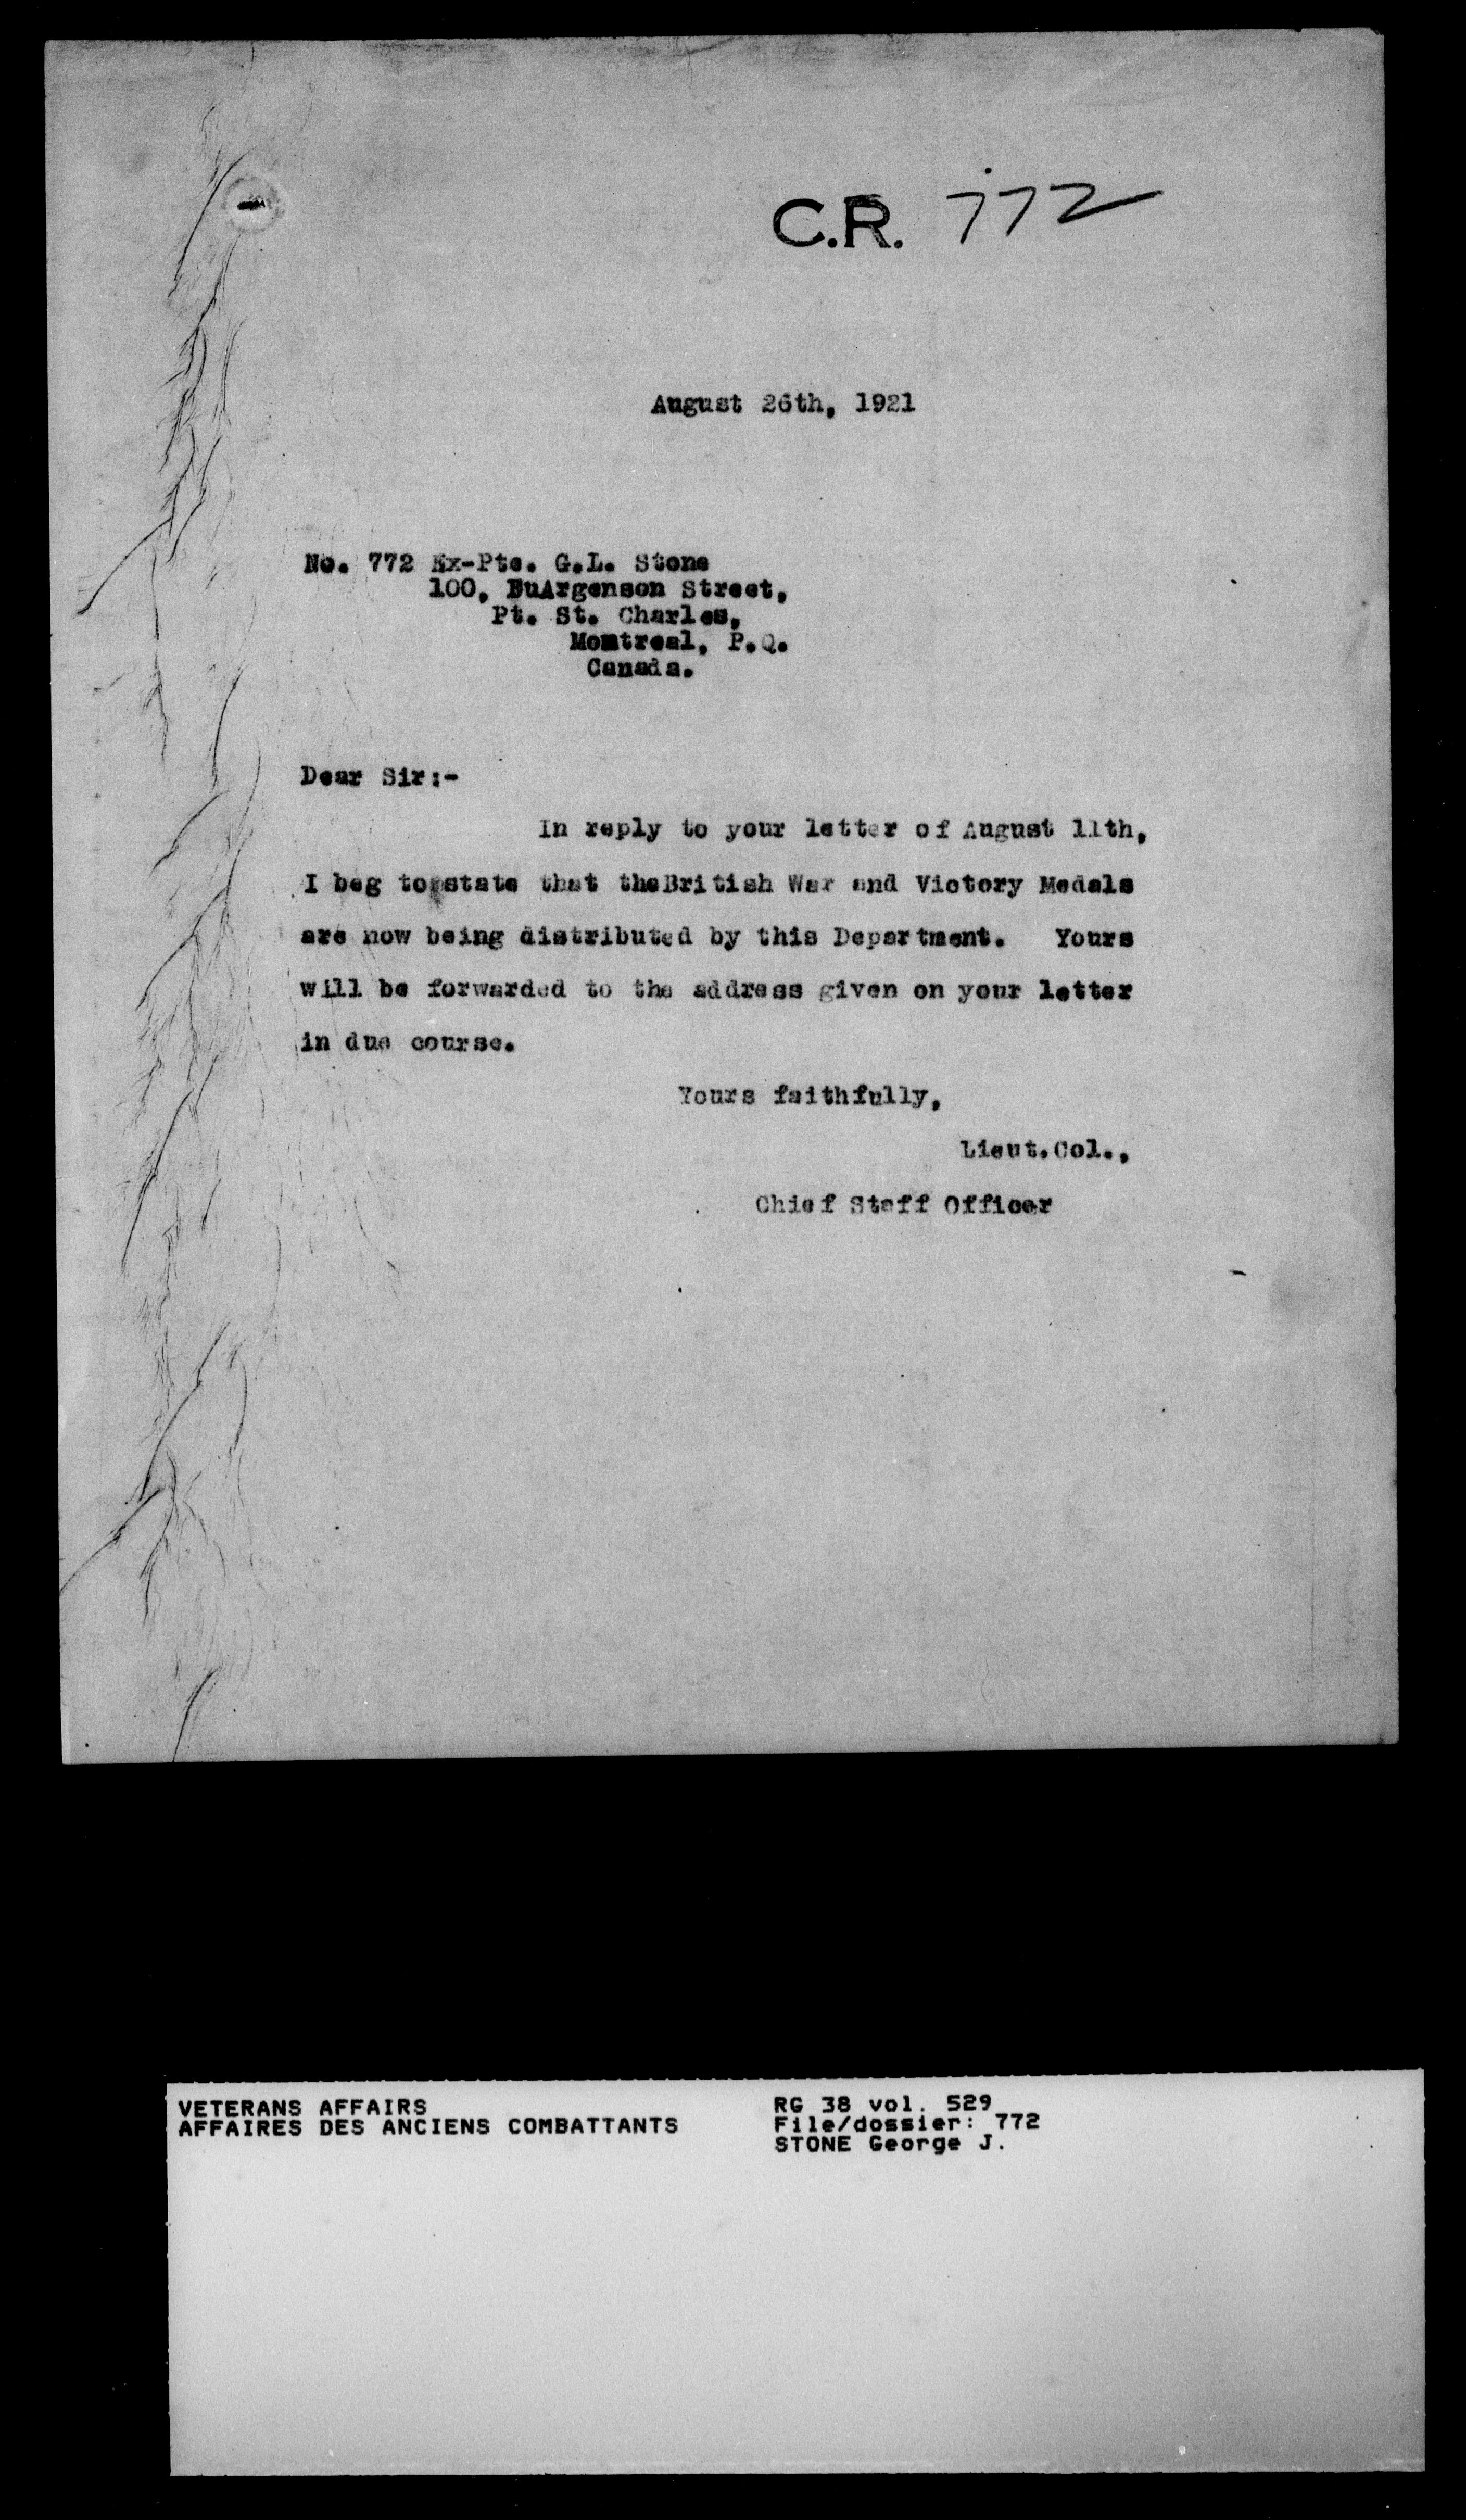 C.R. 772
August 26th, 1921
No. 772 Ex-Pte. G.L. Stone
100, DuArgenson Street,
Pt. St. Charles,
Montreal, P.Q.
Canada.
Dear Sir:-
In reply to your letter of August 11th,
I beg to state that theBritish War and Victory Medals
are now being distributed by this Department. Yours
will be forwarded to the address given on your letter
in due course.
Yours faithfully,
Lieut.Col.,
Chief Staff Officer
VETERANS AFFAIRS
AFFAIRES DES ANCIENS COMBATTANTS
RG 38 vol. 529
File/dossier: 772
STONE George J.